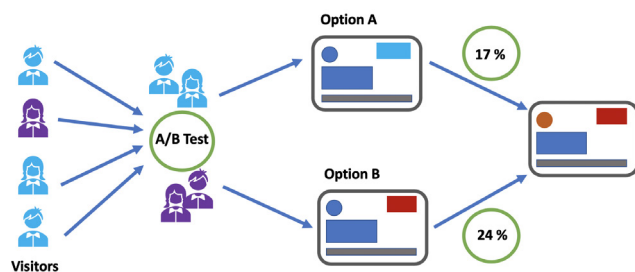 Option A
17 %
A/B Test
Option B
24 %
Visitors